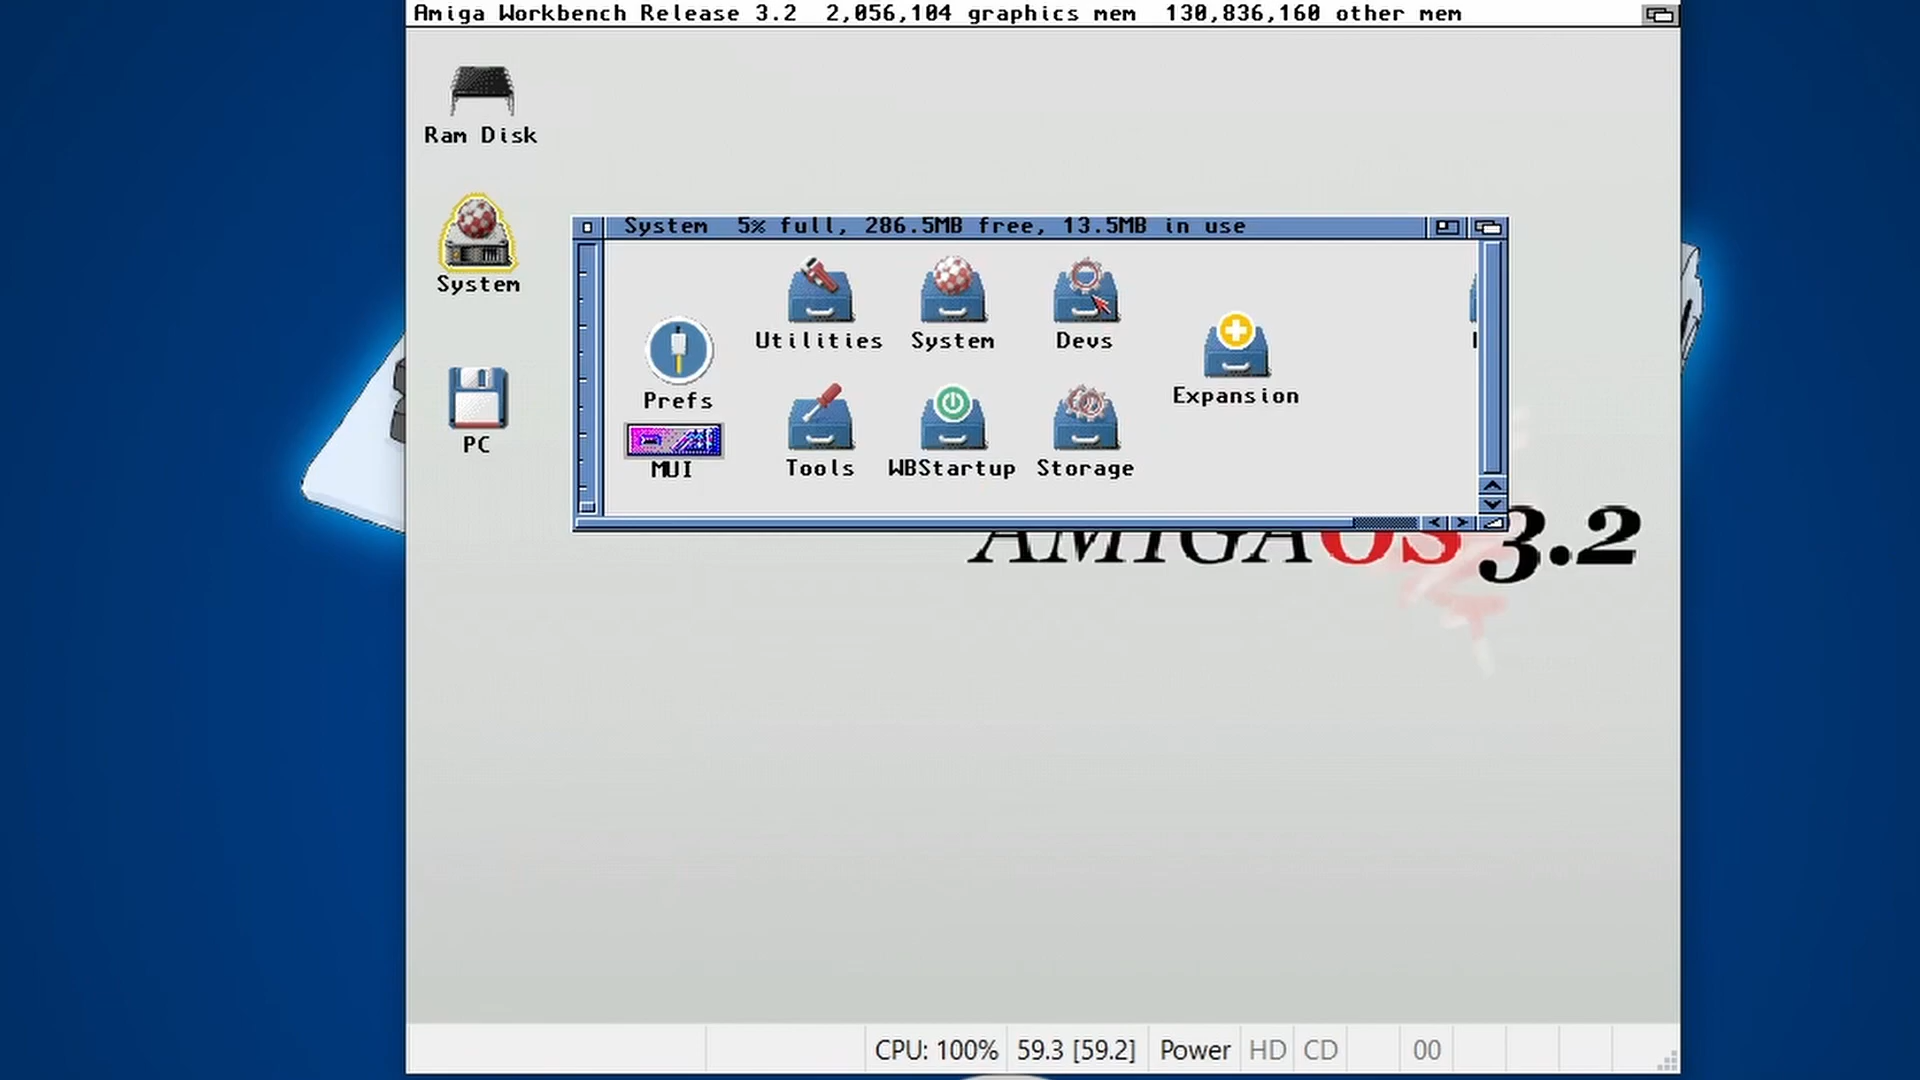 Amiga Workbench Release 3.2  2,056,104 graphics mem  130,836,160 other mem
Ram Disk
System
PC
System  5% full, 286.5MB free, 13.5MB in use
Utilities
System
Devs
Prefs
Expansion
MUI
Tools
WBStartup
Storage
AMIGAOS 3.2
CPU: 100%
59.3 [59.2]
Power
HD
CD
00